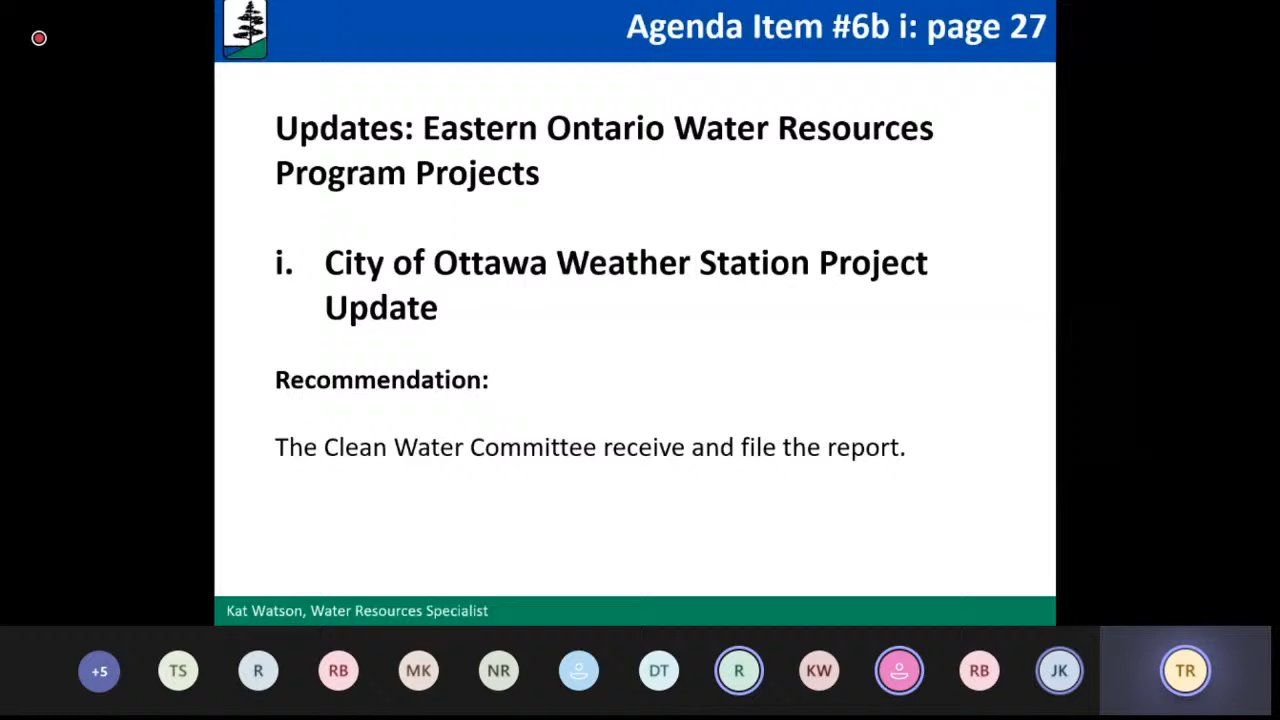 Agenda Item #6b i: page 27
Updates: Eastern Ontario Water Resources
Program Projects
i. City of Ottawa Weather Station Project
Update
Recommendation:
The Clean Water Committee receive and file the report.
Kat Watson, Water Resources Specialist
+5 TS R RB MK NR DT R KW RB JK TR